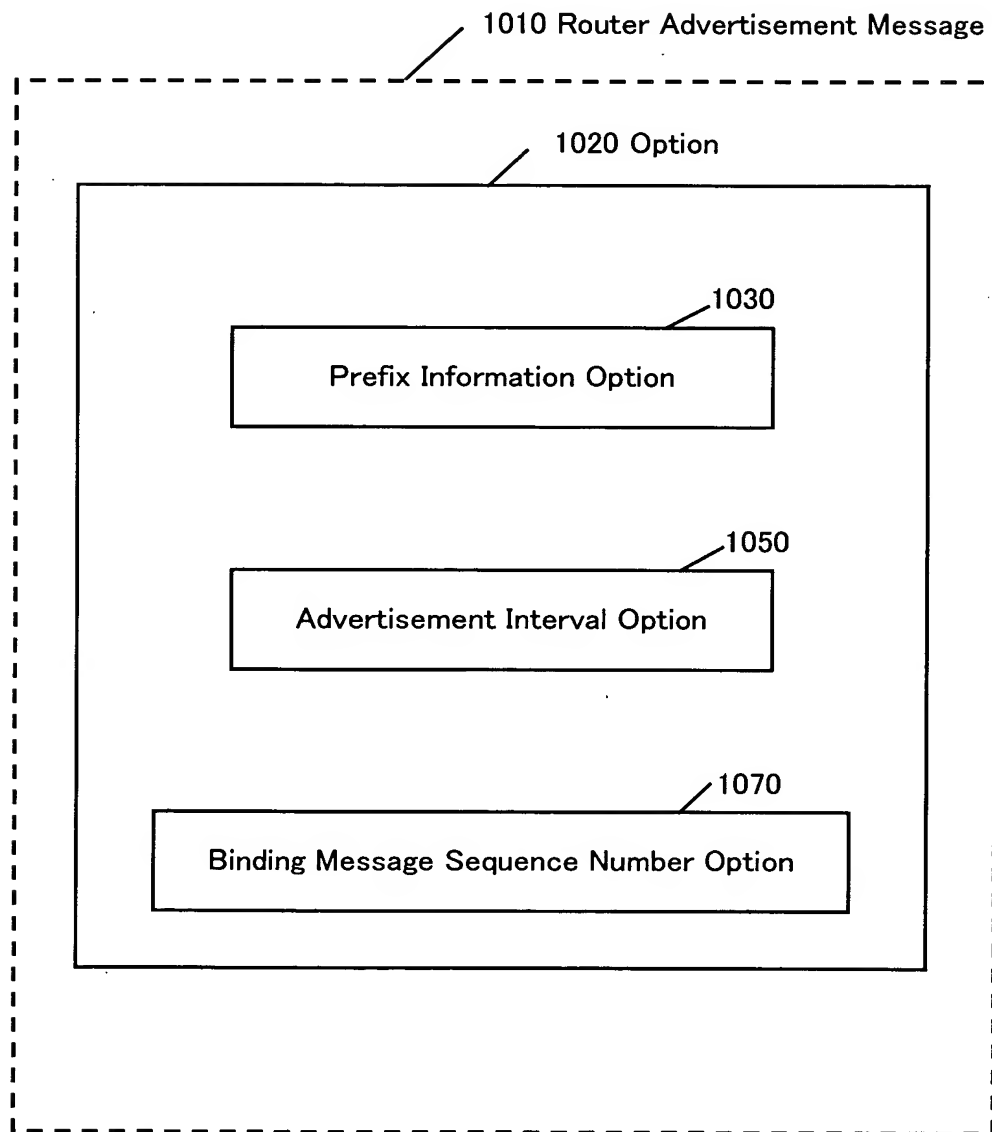 1010 Router Advertisement Message
1020 Option
1030
Prefix Information Option
1050
Advertisement Interval Option
1070
Binding Message Sequence Number Option